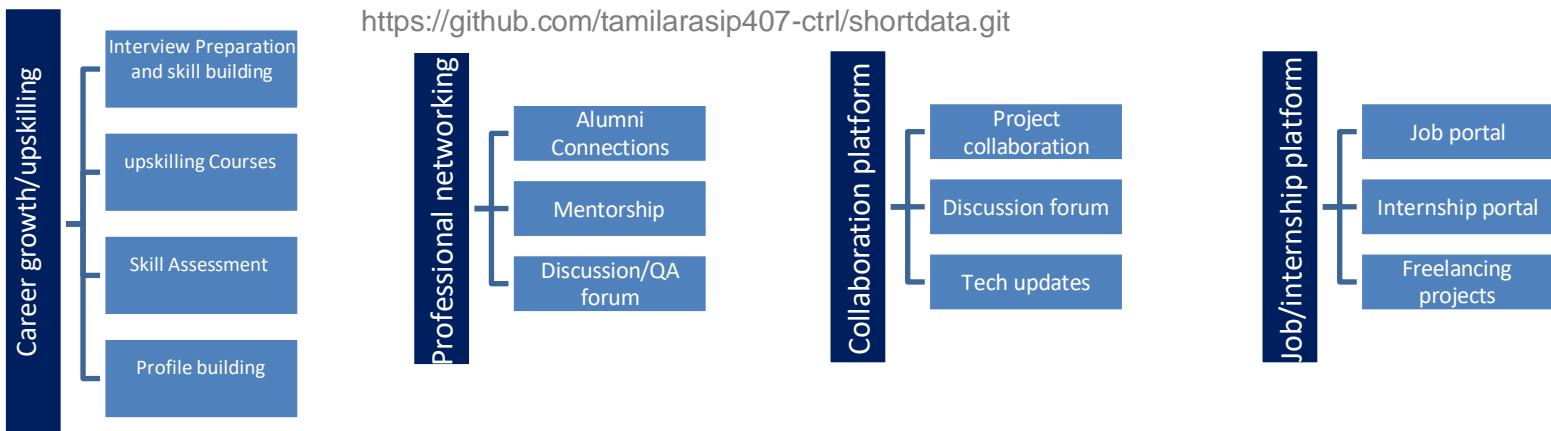 https://github.com/tamilarasip407-ctrl/shortdata.git
Career growth/upskilling
Interview Preparation
and skill building
upskilling Courses
Skill Assessment
Profile building
Professional networking
Alumni
Connections
Mentorship
Discussion/QA
forum
Collaboration platform
Project
collaboration
Discussion forum
Tech updates
Job/internship platform
Job portal
Internship portal
Freelancing
projects